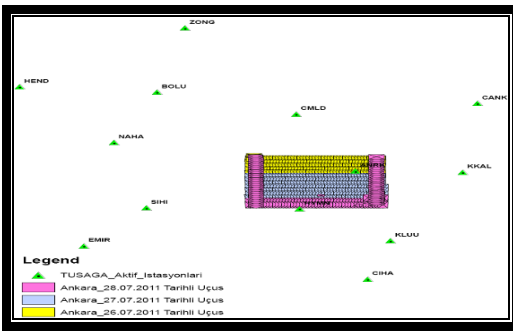 ZONG
HEND
BOLU
CANK
CMLD
NAHA
ANRK
KKAL
SIHI
EMIR
KLUU
CIHA
Legend
TUSAGA_Aktif_Istasyonlari
Ankara_28.07.2011 Tarihli Uçus
Ankara_27.07.2011 Tarihli Uçus
Ankara_26.07.2011 Tarihli Uçus